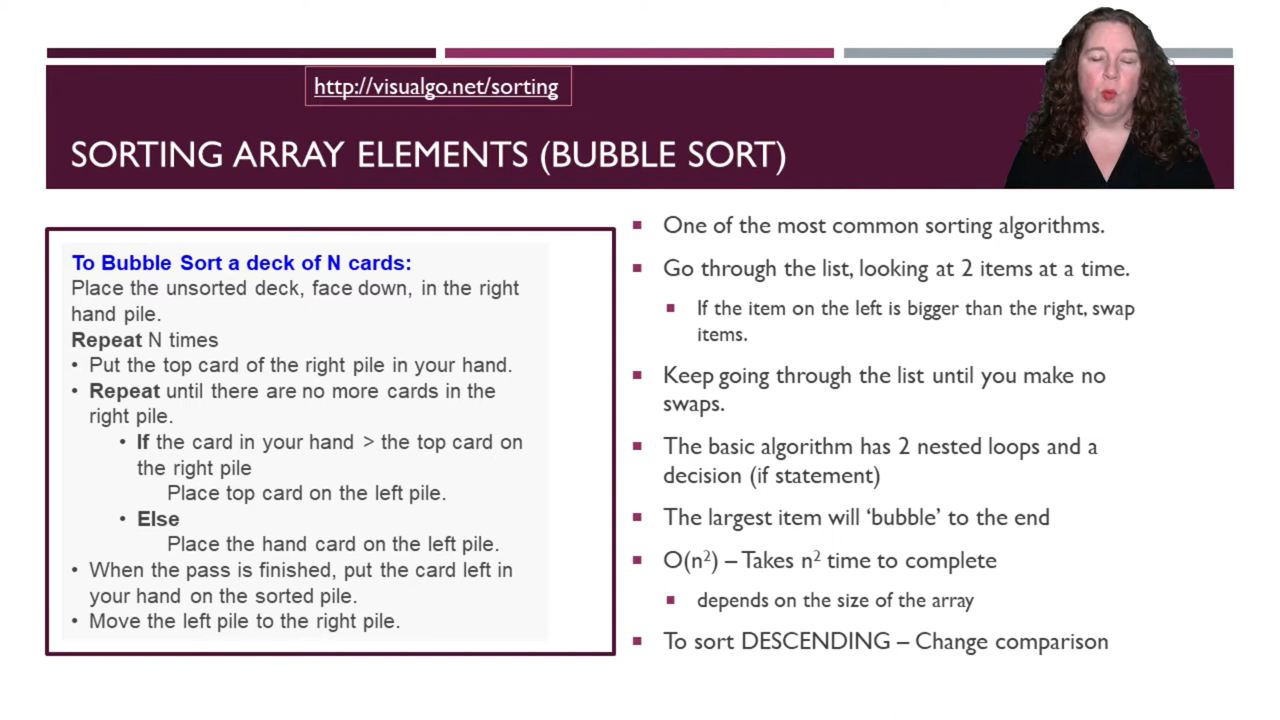 http://visualgo.net/sorting
SORTING ARRAY ELEMENTS (BUBBLE SORT)
To Bubble Sort a deck of N cards:
Place the unsorted deck, face down, in the right
hand pile.
Repeat N times
• Put the top card of the right pile in your hand.
• Repeat until there are no more cards in the
right pile.
• If the card in your hand > the top card on
the right pile
Place top card on the left pile.
• Else
Place the hand card on the left pile.
• When the pass is finished, put the card left in
your hand on the sorted pile.
• Move the left pile to the right pile.
▪ One of the most common sorting algorithms.
▪ Go through the list, looking at 2 items at a time.
▪ If the item on the left is bigger than the right, swap
items.
▪ Keep going through the list until you make no
swaps.
▪ The basic algorithm has 2 nested loops and a
decision (if statement)
▪ The largest item will ‘bubble’ to the end
▪ O(n²) – Takes n² time to complete
▪ depends on the size of the array
▪ To sort DESCENDING – Change comparison